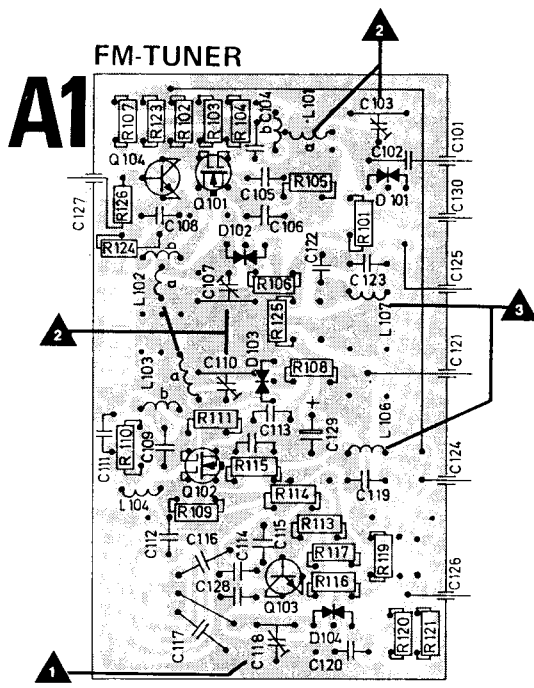 FM-TUNER
A1
2
R107
R123
R102
R103
R104
C104
b
a
L101
C103
C101
C102
Q104
Q101
C105
R105
D101
C130
C127
R126
C108
C106
R101
R124
D102
C122
b
C125
L102
a
C107
R106
C123
R125
L107
3
2
D103
C121
L103
C110
R108
a
b
L106
R111
C113
+
C129
C111
R110
C109
R115
C124
Q102
C119
L104
R114
R109
C112
C116
C114
C115
R113
R117
R119
C128
R116
C126
Q103
C117
C118
D104
R120
R121
C120
1